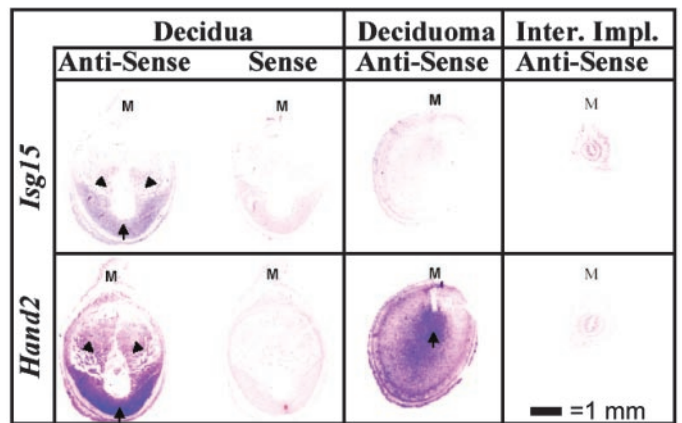 Decidua Deciduoma Inter. Impl.
Anti-Sense Sense Anti-Sense Anti-Sense
Isg15
M M M M
Hand2
M M M M
=1 mm